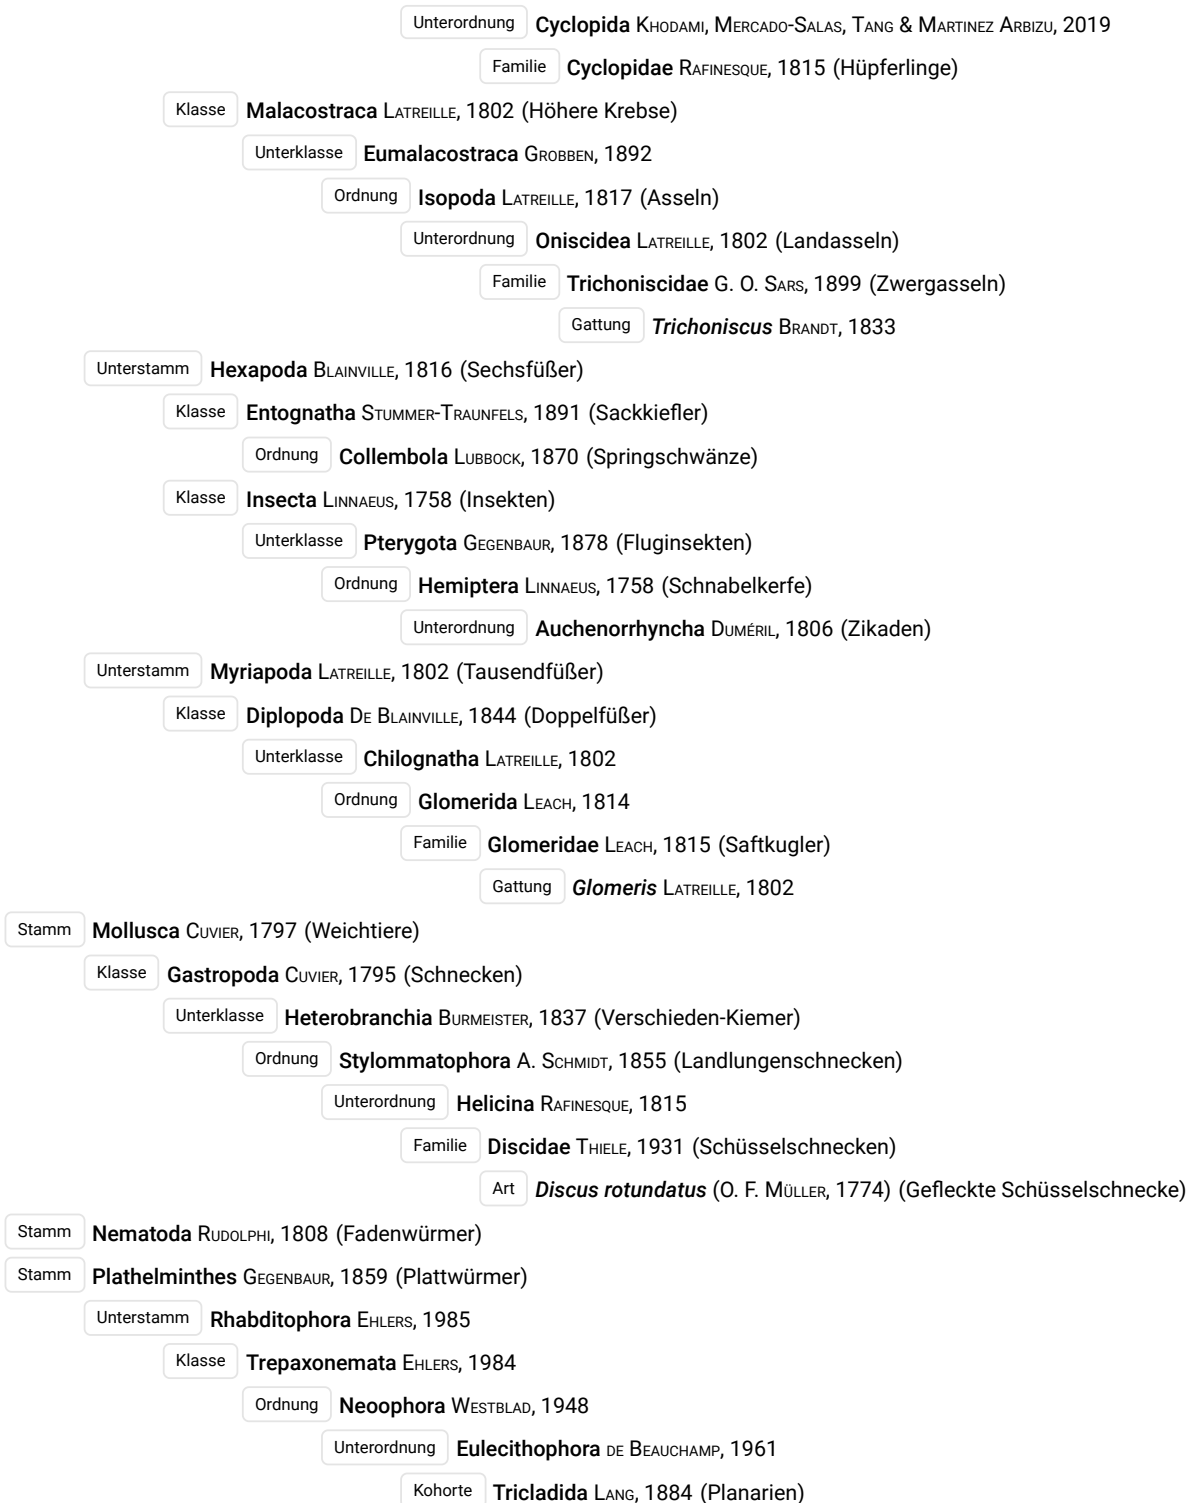 Unterordnung Cyclopida Khodami, Mercado-Salas, Tang & Martinez Arbizu, 2019
Familie Cyclopidae Rafinesque, 1815 (Hüpferlinge)
Klasse Malacostraca Latreille, 1802 (Höhere Krebse)
Unterklasse Eumalacostraca Grobben, 1892
Ordnung Isopoda Latreille, 1817 (Asseln)
Unterordnung Oniscidea Latreille, 1802 (Landasseln)
Familie Trichoniscidae G. O. Sars, 1899 (Zwergasseln)
Gattung Trichoniscus Brandt, 1833
Unterstamm Hexapoda Blainville, 1816 (Sechsfüßer)
Klasse Entognatha Stummer-Traunfels, 1891 (Sackkiefler)
Ordnung Collembola Lubbock, 1870 (Springschwänze)
Klasse Insecta Linnaeus, 1758 (Insekten)
Unterklasse Pterygota Gegenbaur, 1878 (Fluginsekten)
Ordnung Hemiptera Linnaeus, 1758 (Schnabelkerfe)
Unterordnung Auchenorrhyncha Duméril, 1806 (Zikaden)
Unterstamm Myriapoda Latreille, 1802 (Tausendfüßer)
Klasse Diplopoda De Blainville, 1844 (Doppelfüßer)
Unterklasse Chilognatha Latreille, 1802
Ordnung Glomerida Leach, 1814
Familie Glomeridae Leach, 1815 (Saftkugler)
Gattung Glomeris Latreille, 1802
Stamm Mollusca Cuvier, 1797 (Weichtiere)
Klasse Gastropoda Cuvier, 1795 (Schnecken)
Unterklasse Heterobranchia Burmeister, 1837 (Verschieden-Kiemer)
Ordnung Stylommatophora A. Schmidt, 1855 (Landlungenschnecken)
Unterordnung Helicina Rafinesque, 1815
Familie Discidae Thiele, 1931 (Schüsselschnecken)
Art Discus rotundatus (O. F. Müller, 1774) (Gefleckte Schüsselschnecke)
Stamm Nematoda Rudolphi, 1808 (Fadenwürmer)
Stamm Plathelminthes Gegenbaur, 1859 (Plattwürmer)
Unterstamm Rhabditophora Ehlers, 1985
Klasse Trepaxonemata Ehlers, 1984
Ordnung Neoophora Westblad, 1948
Unterordnung Eulecithophora de Beauchamp, 1961
Kohorte Tricladida Lang, 1884 (Planarien)